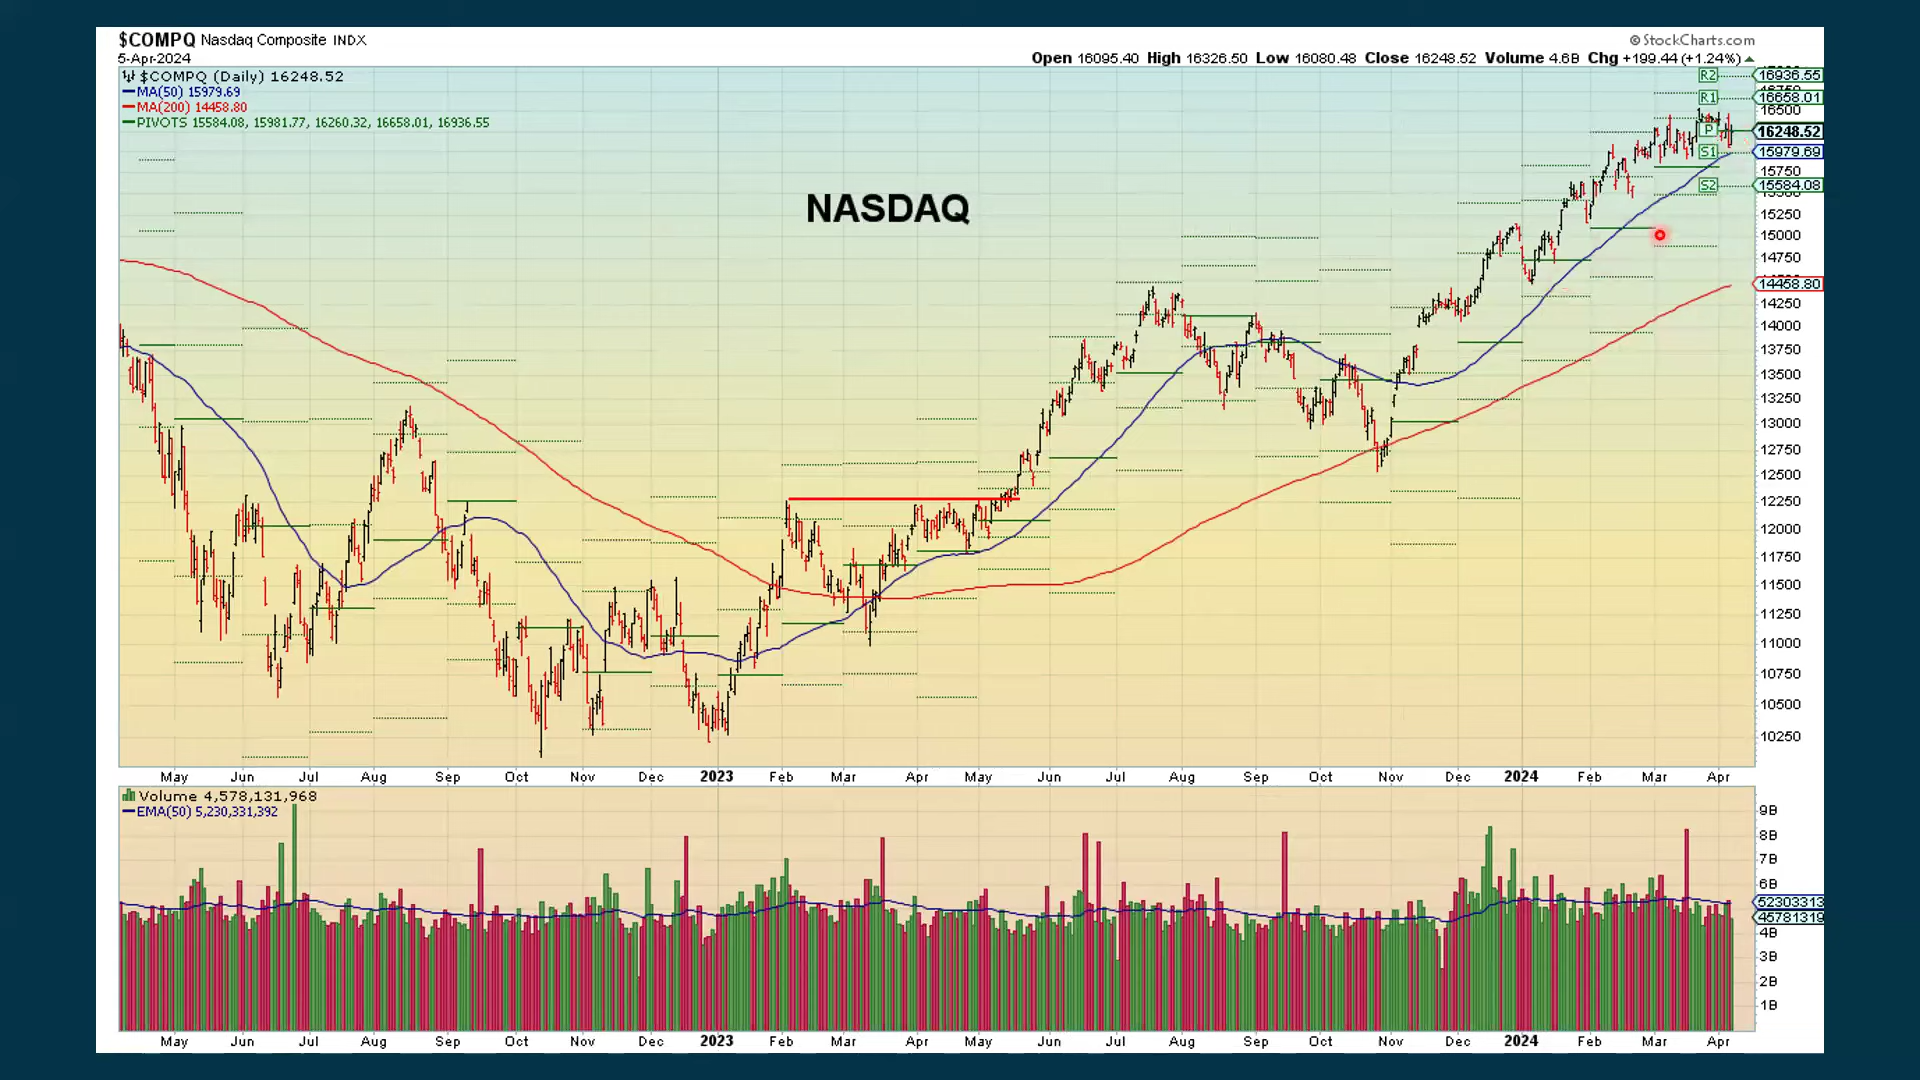 $COMPQ Nasdaq Composite INDX
© StockCharts.com
5-Apr-2024
Open 16095.40 High 16326.50 Low 16080.48 Close 16248.52 Volume 4.6B Chg +199.44 (+1.24%)
$COMPQ (Daily) 16248.52
MA(50) 15979.69
MA(200) 14458.80
PIVOTS 15584.08, 15981.77, 16260.32, 16658.01, 16936.55
NASDAQ
R2
16936.55
R1
16658.01
16500
P
16248.52
S1
15979.69
15750
S2
15584.08
15250
15000
14750
14458.80
14250
14000
13750
13500
13250
13000
12750
12500
12250
12000
11750
11500
11250
11000
10750
10500
10250
May Jun Jul Aug Sep Oct Nov Dec 2023 Feb Mar Apr May Jun Jul Aug Sep Oct Nov Dec 2024 Feb Mar Apr
Volume 4,578,131,968
EMA(50) 5,230,331,392
9B
8B
7B
6B
52303313
45781319
4B
3B
2B
1B
May Jun Jul Aug Sep Oct Nov Dec 2023 Feb Mar Apr May Jun Jul Aug Sep Oct Nov Dec 2024 Feb Mar Apr